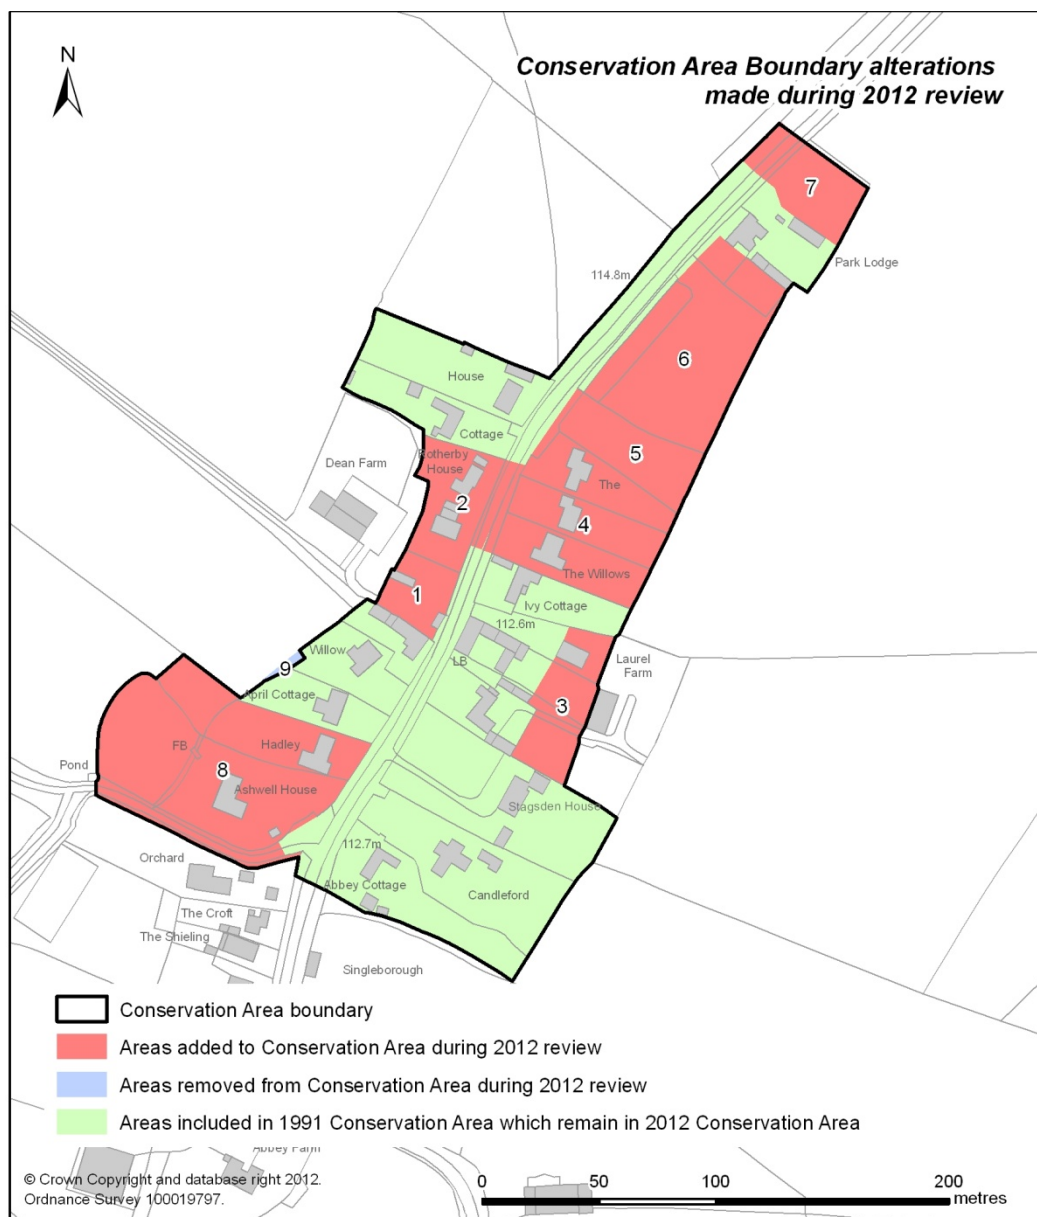 N
Conservation Area Boundary alterations
made during 2012 review
7
Park Lodge
114.8m
6
House
Cottage
5
Rotherby
House
Dean Farm
The
2
4
The Willows
1
Ivy Cottage
112.6m
Willow
LB
Laurel
Farm
9
April Cottage
3
FB
Hadley
Pond
8
Ashwell House
Stagsden House
112.7m
Orchard
Abbey Cottage
Candleford
The Croft
The Shieling
Singleborough
Conservation Area boundary
Areas added to Conservation Area during 2012 review
Areas removed from Conservation Area during 2012 review
Areas included in 1991 Conservation Area which remain in 2012 Conservation Area
Abbey Farm
© Crown Copyright and database right 2012.
Ordnance Survey 100019797.
0 50 100 200
metres